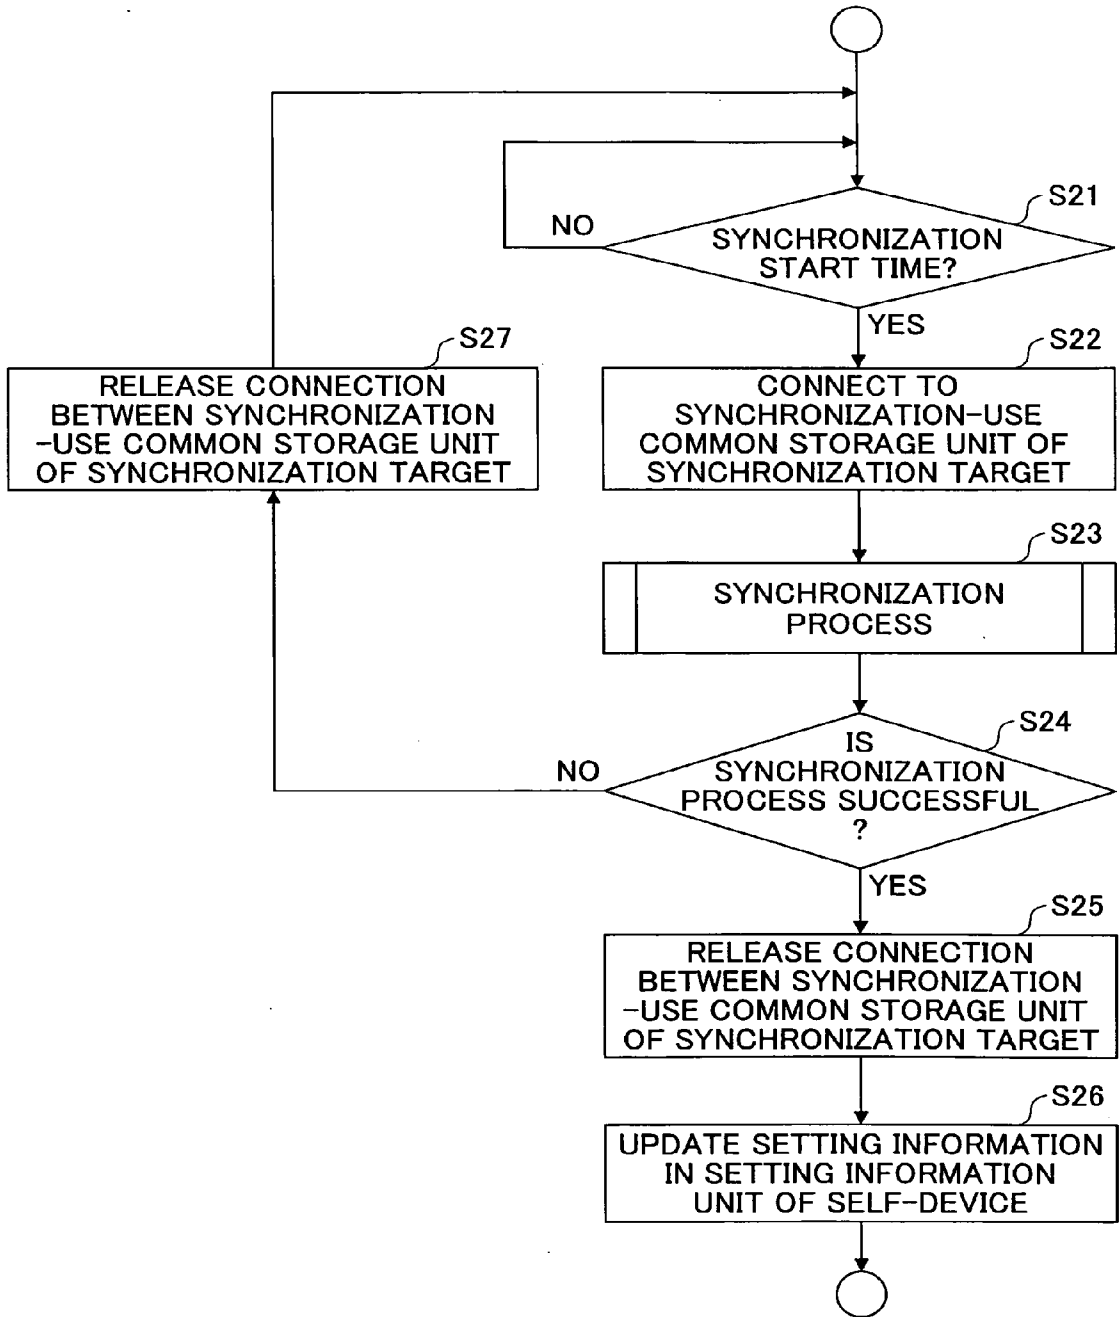 S21
SYNCHRONIZATION
START TIME?
NO
YES
S22
CONNECT TO
SYNCHRONIZATION-USE
COMMON STORAGE UNIT OF
SYNCHRONIZATION TARGET
S27
RELEASE CONNECTION
BETWEEN SYNCHRONIZATION
-USE COMMON STORAGE UNIT
OF SYNCHRONIZATION TARGET
S23
SYNCHRONIZATION
PROCESS
S24
IS
SYNCHRONIZATION
PROCESS SUCCESSFUL
?
NO
YES
S25
RELEASE CONNECTION
BETWEEN SYNCHRONIZATION
-USE COMMON STORAGE UNIT
OF SYNCHRONIZATION TARGET
S26
UPDATE SETTING INFORMATION
IN SETTING INFORMATION
UNIT OF SELF-DEVICE